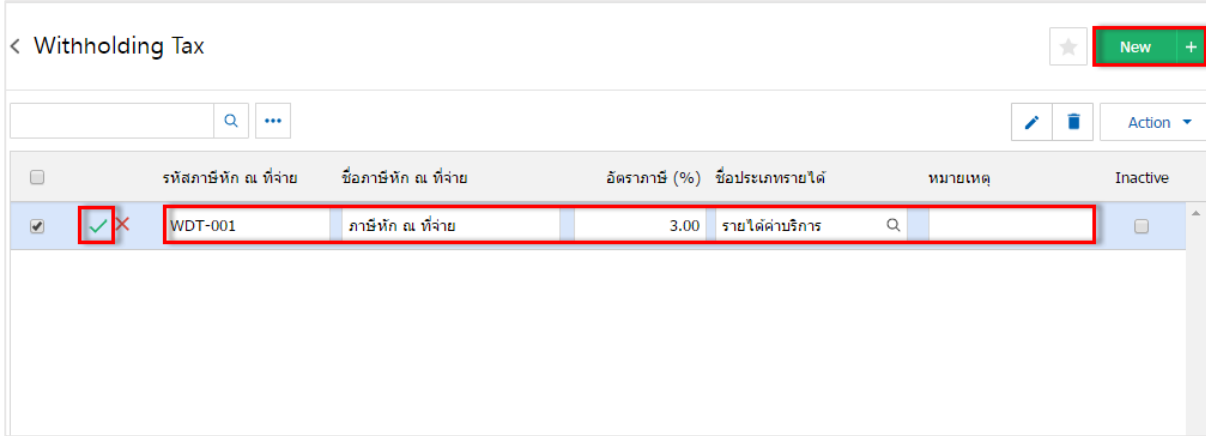 < Withholding Tax
New +
Action
รหัสภาษีหัก ณ ที่จ่าย ชื่อภาษีหัก ณ ที่จ่าย อัตราภาษี (%) ชื่อประเภทรายได้ หมายเหตุ Inactive
WDT-001 ภาษีหัก ณ ที่จ่าย 3.00 รายได้ค่าบริการ